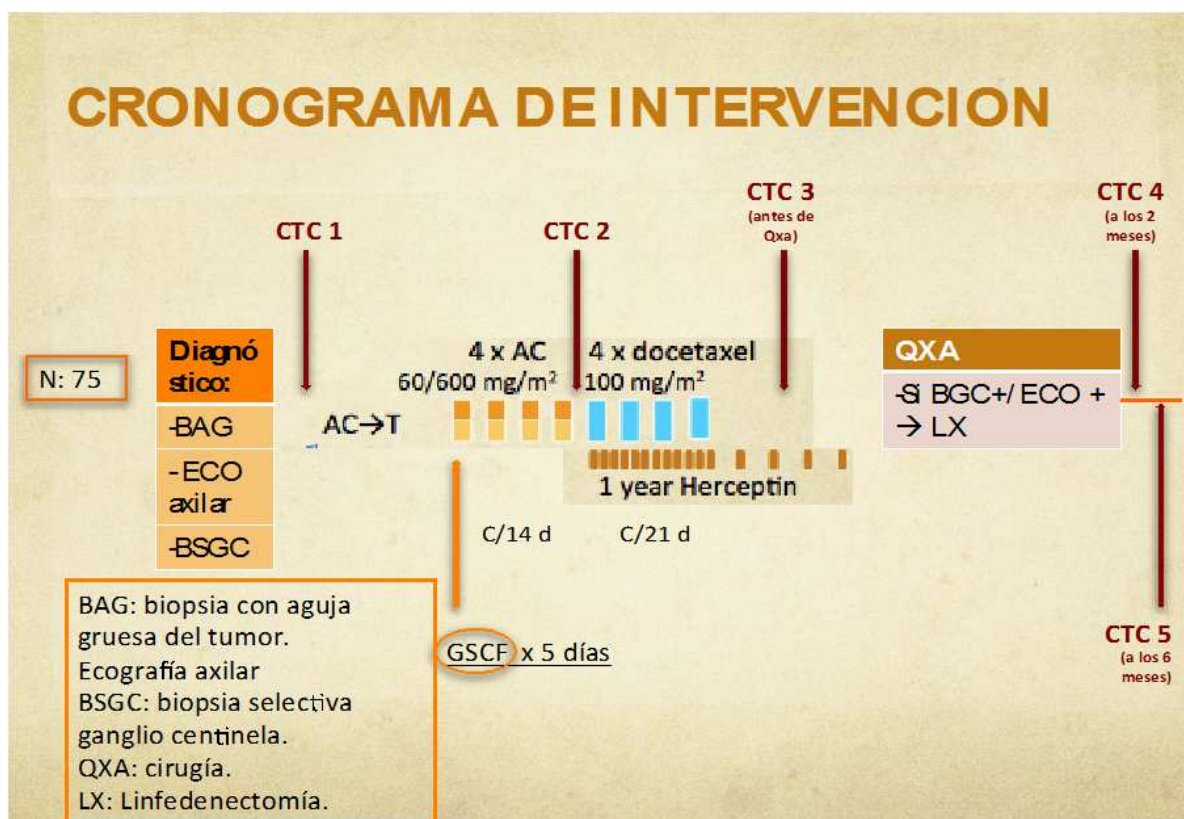 CRONOGRAMA DE INTERVENCION
CTC 1
CTC 2
CTC 3
(antes de
Qxa)
CTC 4
(a los 2
meses)
N: 75
Diagnó
stico:
-BAG
-ECO
axilar
-BSGC
AC→T
4 x AC
60/600 mg/m²
4 x docetaxel
100 mg/m²
1 year Herceptin
C/14 d
C/21 d
QXA
-Si BGC+/ ECO +
→ LX
GSCF x 5 días
CTC 5
(a los 6
meses)
BAG: biopsia con aguja
gruesa del tumor.
Ecografía axilar
BSGC: biopsia selectiva
ganglio centinela.
QXA: cirugía.
LX: Linfedenectomía.